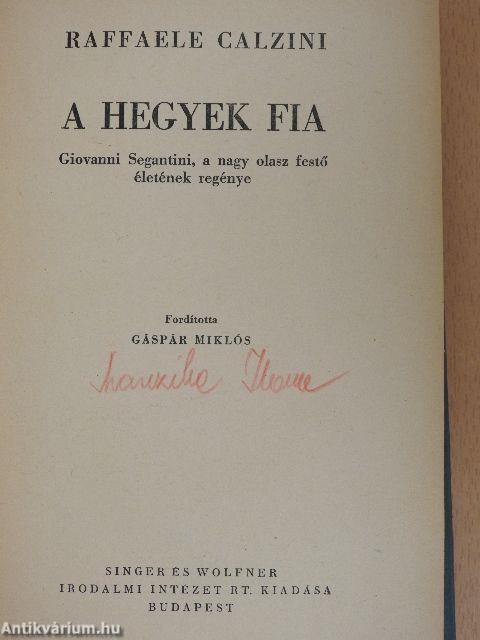 RAFFAELE CALZINI
A HEGYEK FIA
Giovanni Segantini, a nagy olasz festő
életének regénye
Fordította
GÁSPÁR MIKLÓS
SINGER ÉS WOLFNER
IRODALMI INTÉZET RT. KIADÁSA
BUDAPEST
Antikvárium.hu